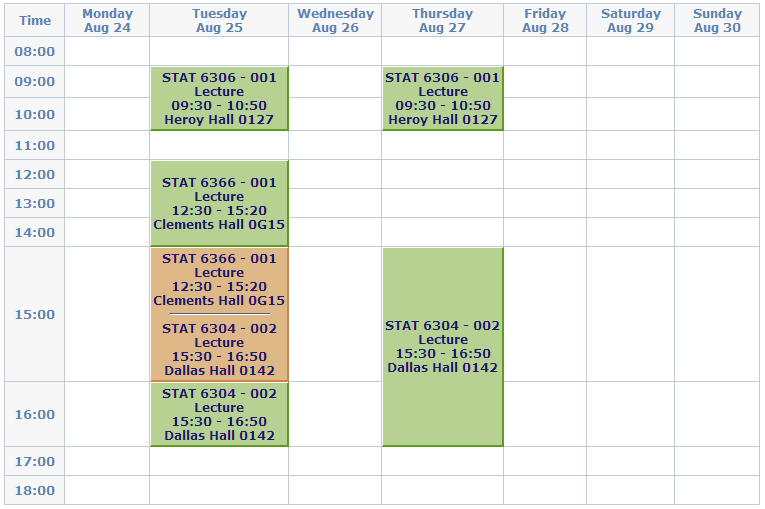 Time
Monday
Aug 24
Tuesday
Aug 25
Wednesday
Aug 26
Thursday
Aug 27
Friday
Aug 28
Saturday
Aug 29
Sunday
Aug 30
08:00
09:00
STAT 6306 - 001
Lecture
09:30 - 10:50
Heroy Hall 0127
STAT 6306 - 001
Lecture
09:30 - 10:50
Heroy Hall 0127
10:00
11:00
12:00
STAT 6366 - 001
Lecture
12:30 - 15:20
Clements Hall 0G15
13:00
14:00
15:00
STAT 6366 - 001
Lecture
12:30 - 15:20
Clements Hall 0G15
STAT 6304 - 002
Lecture
15:30 - 16:50
Dallas Hall 0142
STAT 6304 - 002
Lecture
15:30 - 16:50
Dallas Hall 0142
16:00
STAT 6304 - 002
Lecture
15:30 - 16:50
Dallas Hall 0142
17:00
18:00